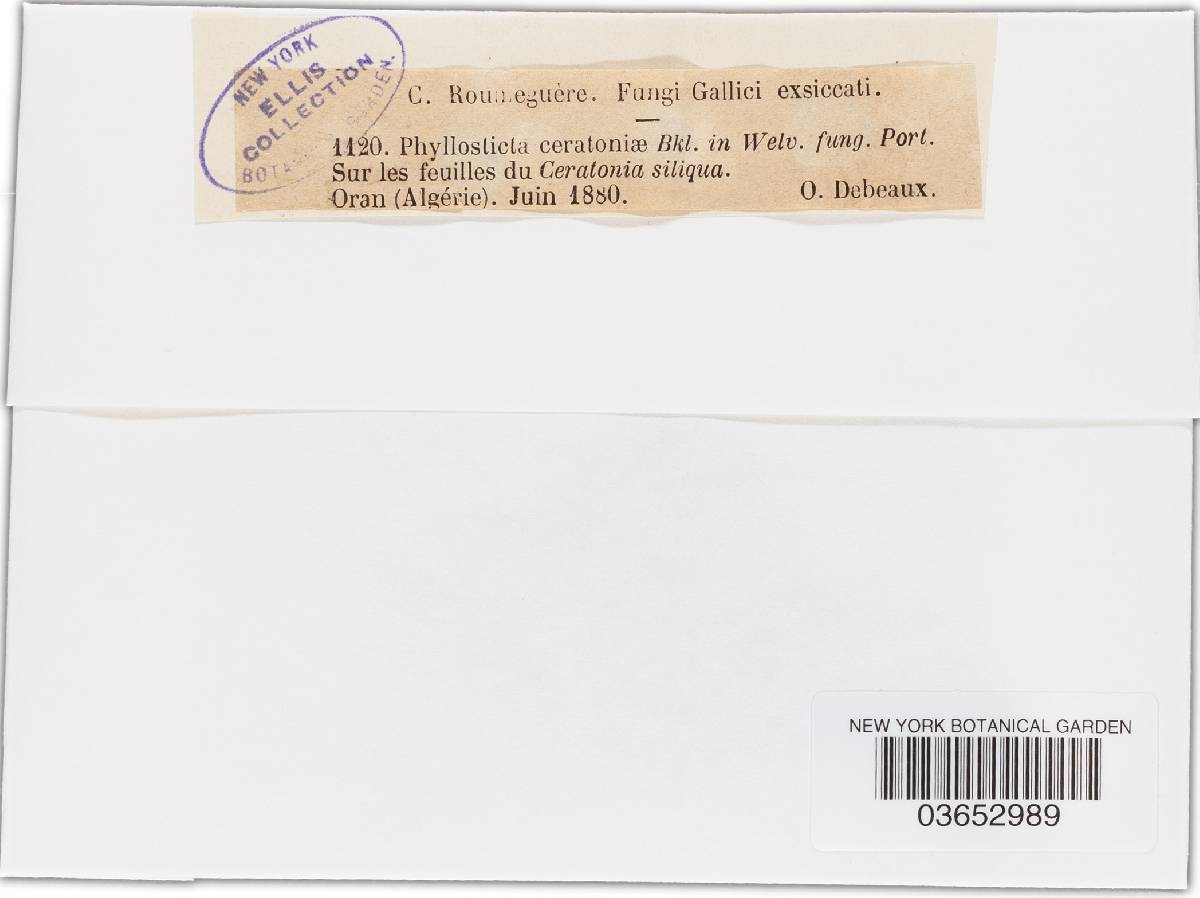 NEW YORK
ELLIS
COLLECTION
C. Roumeguère. Fungi Gallici exsiccati.
1120. Phyllosticta ceratoniæ Bkl. in Welv. fung. Port.
Sur les feuilles du Ceratonia siliqua.
Oran (Algérie). Juin 1880. O. Debeaux.
NEW YORK BOTANICAL GARDEN
03652989